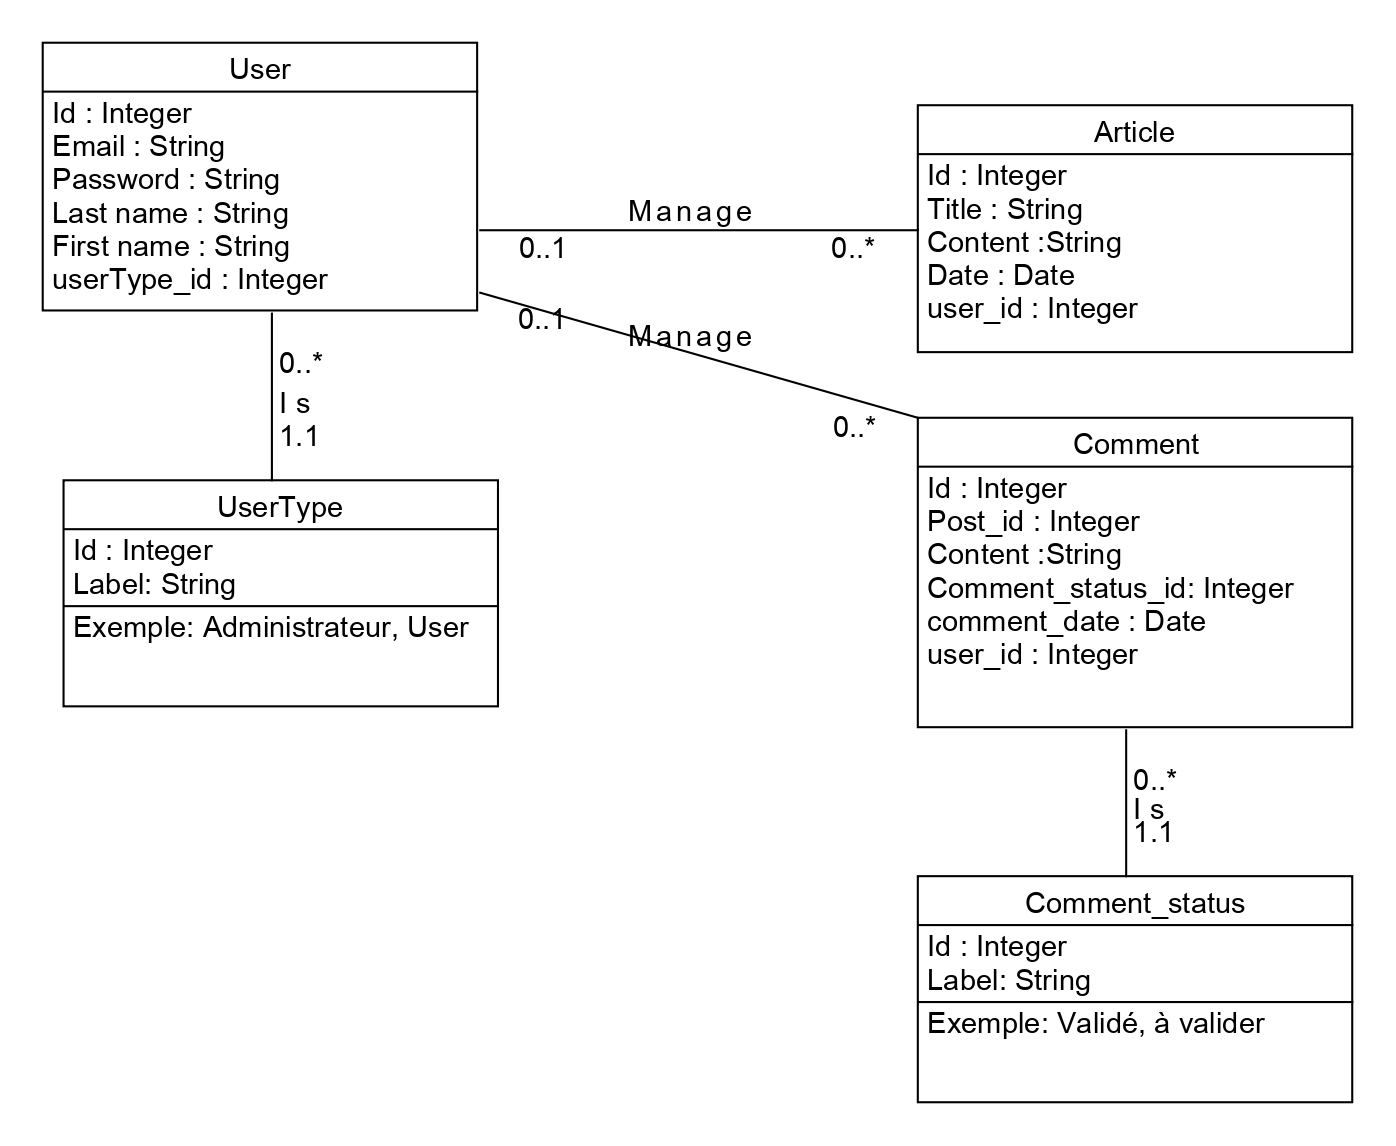 User
Id : Integer
Email : String
Password : String
Last name : String
First name : String
userType_id : Integer
Manage
0..1
0..*
Article
Id : Integer
Title : String
Content :String
Date : Date
user_id : Integer
0..1
Manage
0..*
0..*
I s
1.1
UserType
Id : Integer
Label: String
Exemple: Administrateur, User
Comment
Id : Integer
Post_id : Integer
Content :String
Comment_status_id: Integer
comment_date : Date
user_id : Integer
0..*
I s
1.1
Comment_status
Id : Integer
Label: String
Exemple: Validé, à valider